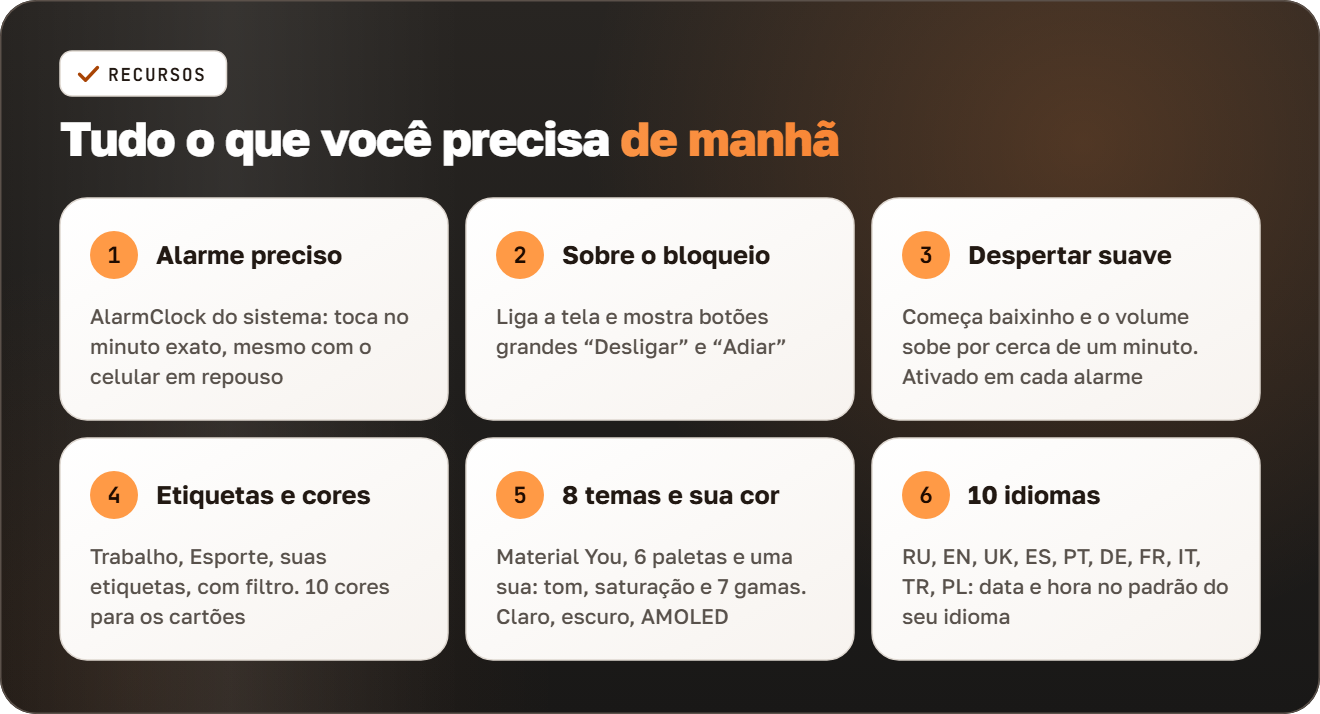 RECURSOS
Tudo o que você precisa de manhã
1 Alarme preciso
AlarmClock do sistema: toca no
minuto exato, mesmo com o
celular em repouso
2 Sobre o bloqueio
Liga a tela e mostra botões
grandes “Desligar” e “Adiar”
3 Despertar suave
Começa baixinho e o volume
sobe por cerca de um minuto.
Ativado em cada alarme
4 Etiquetas e cores
Trabalho, Esporte, suas
etiquetas, com filtro. 10 cores
para os cartões
5 8 temas e sua cor
Material You, 6 paletas e uma
sua: tom, saturação e 7 gamas.
Claro, escuro, AMOLED
6 10 idiomas
RU, EN, UK, ES, PT, DE, FR, IT,
TR, PL: data e hora no padrão do
seu idioma